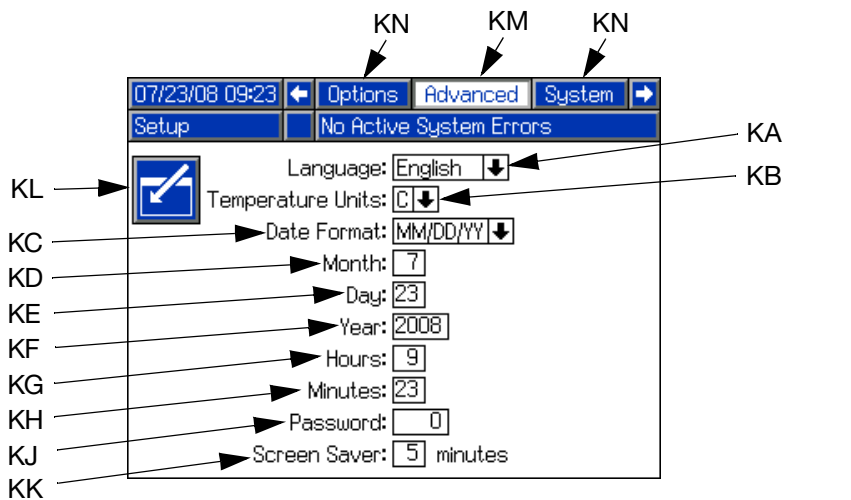 KN KM KN
07/23/08 09:23 Options Advanced System
Setup No Active System Errors
KA
Language: English
KB
KL
Temperature Units: C
KC
Date Format: MM/DD/YY
KD
Month: 7
KE
Day: 23
KF
Year: 2008
KG
Hours: 9
KH
Minutes: 23
KJ
Password: 0
KK
Screen Saver: 5 minutes